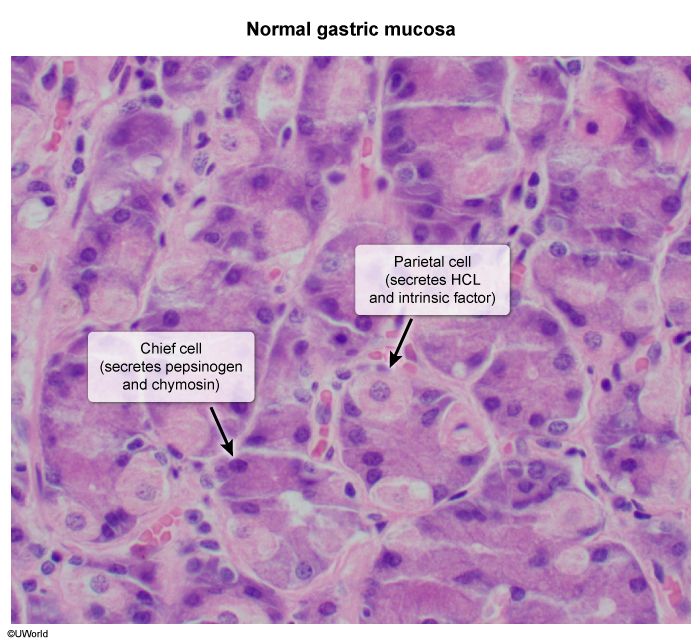 Normal gastric mucosa
Parietal cell
(secretes HCL
and intrinsic factor)
Chief cell
(secretes pepsinogen
and chymosin)
©UWorld